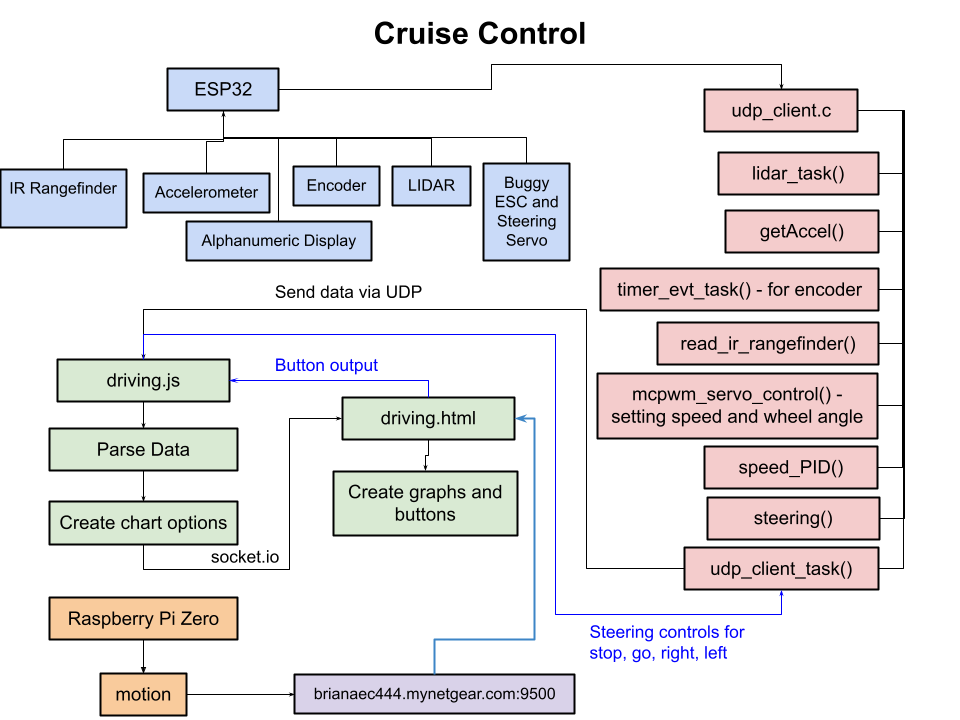 Cruise Control
ESP32
udp_client.c
IR Rangefinder
Accelerometer
Encoder
LIDAR
Buggy
ESC and
Steering
Servo
Alphanumeric Display
lidar_task()
getAccel()
timer_evt_task() - for encoder
read_ir_rangefinder()
mcpwm_servo_control() -
setting speed and wheel angle
speed_PID()
steering()
udp_client_task()
Send data via UDP
Button output
driving.js
driving.html
Parse Data
Create graphs and
buttons
Create chart options
socket.io
Raspberry Pi Zero
Steering controls for
stop, go, right, left
motion
brianaec444.mynetgear.com:9500